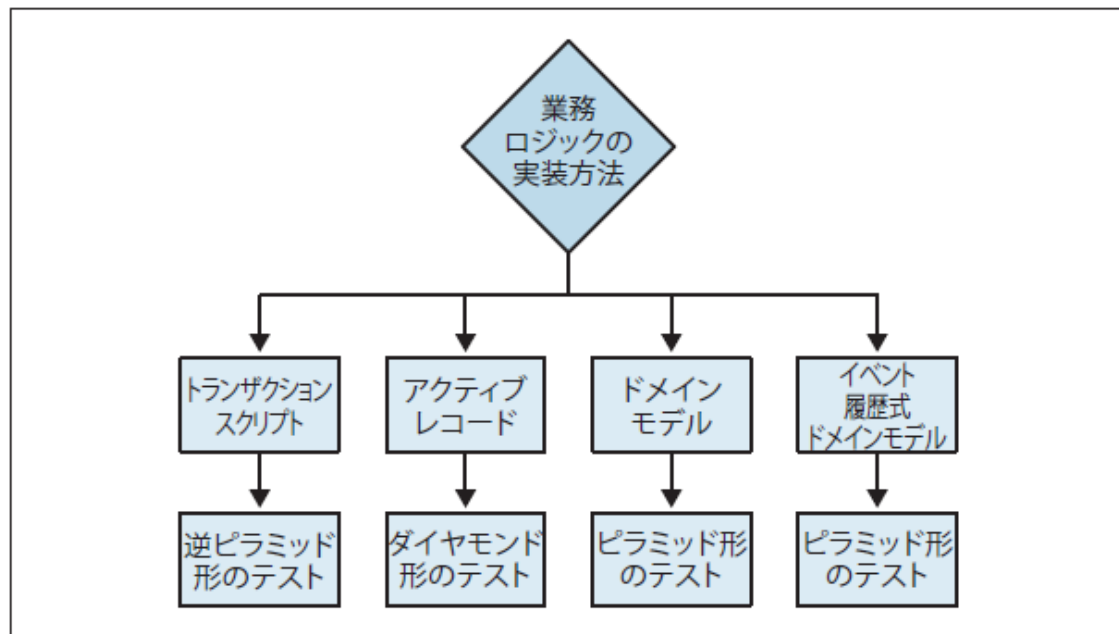 業務
ロジックの
実装方法
トランザクション
スクリプト
アクティブ
レコード
ドメイン
モデル
イベント
履歴式
ドメインモデル
逆ピラミッド
形のテスト
ダイヤモンド
形のテスト
ピラミッド形
のテスト
ピラミッド形
のテスト